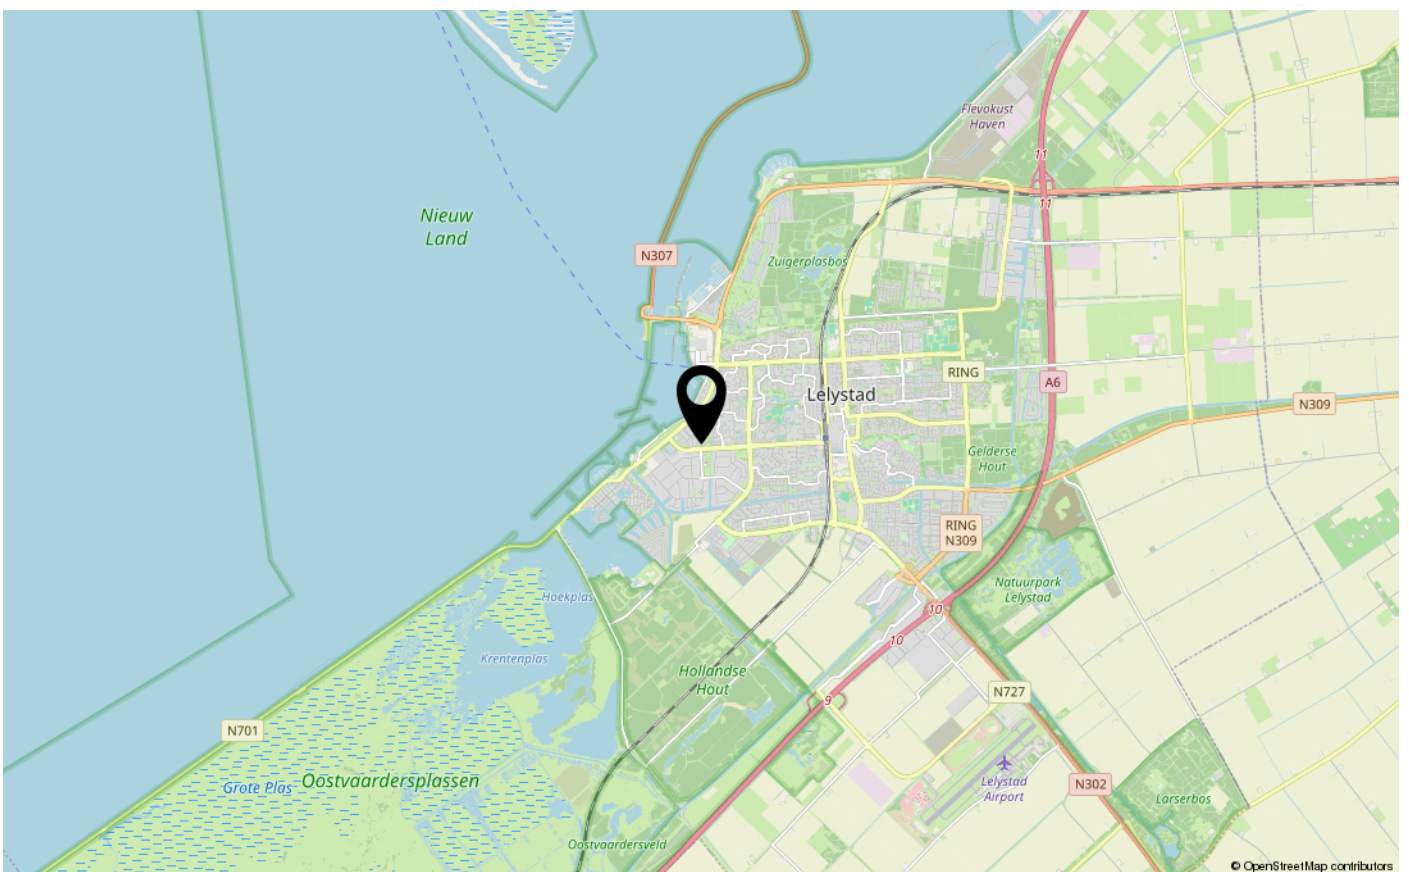 Flevokust
Haven
11
11
Nieuw
Land
N307
Zuigerplasbos
RING
A6
Lelystad
N309
Gelderse
Hout
RING
N309
Natuurpark
Lelystad
Hoekplas
10
10
Krentenplas
Hollandse
Hout
N727
9
N701
Oostvaardersplassen
Grote Plas
Lelystad
Airport
N302
Larserbos
Oostvaardersveld
© OpenStreetMap contributors